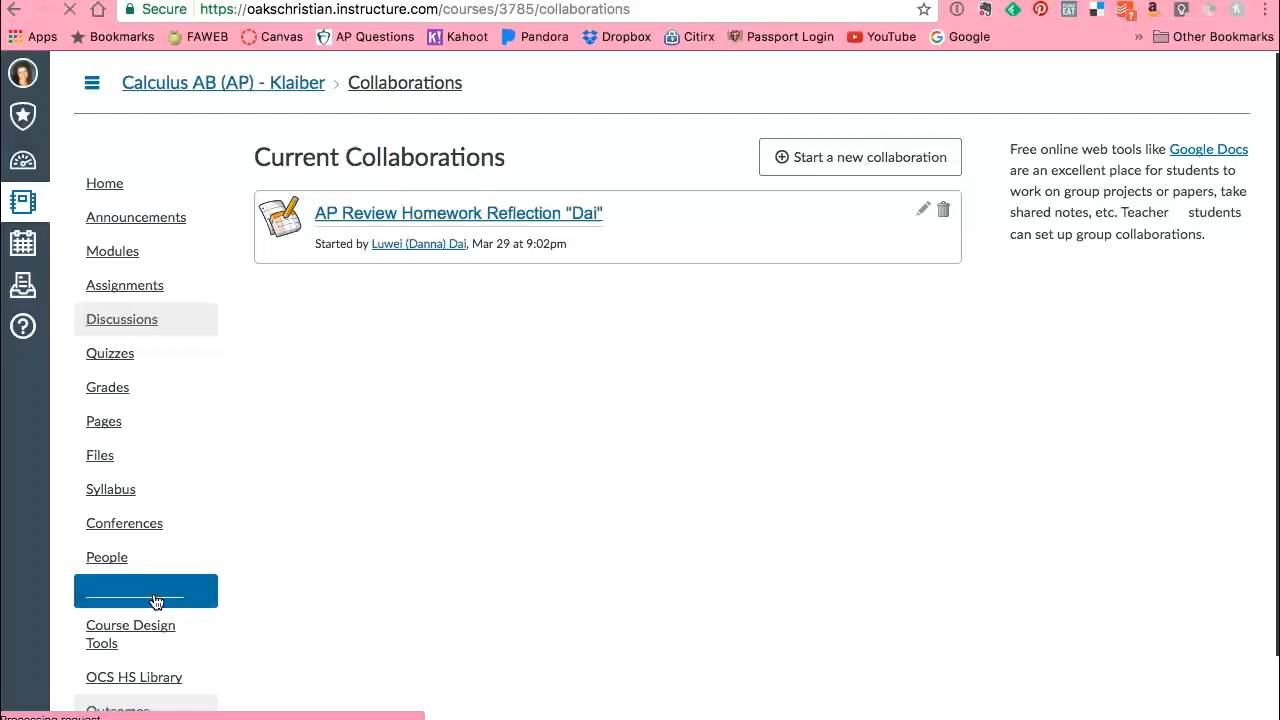 Secure https://oakschristian.instructure.com/courses/3785/collaborations
Apps Bookmarks FAWEB Canvas AP Questions Kahoot Pandora Dropbox Citirx Passport Login YouTube Google » Other Bookmarks
Calculus AB (AP) - Klaiber > Collaborations
Current Collaborations
Start a new collaboration
AP Review Homework Reflection "Dai"
Started by Luwei (Danna) Dai, Mar 29 at 9:02pm
Free online web tools like Google Docs
are an excellent place for students to
work on group projects or papers, take
shared notes, etc. Teacher students
can set up group collaborations.
Home
Announcements
Modules
Assignments
Discussions
Quizzes
Grades
Pages
Files
Syllabus
Conferences
People
Course Design
Tools
OCS HS Library
Outcomes
Processing request